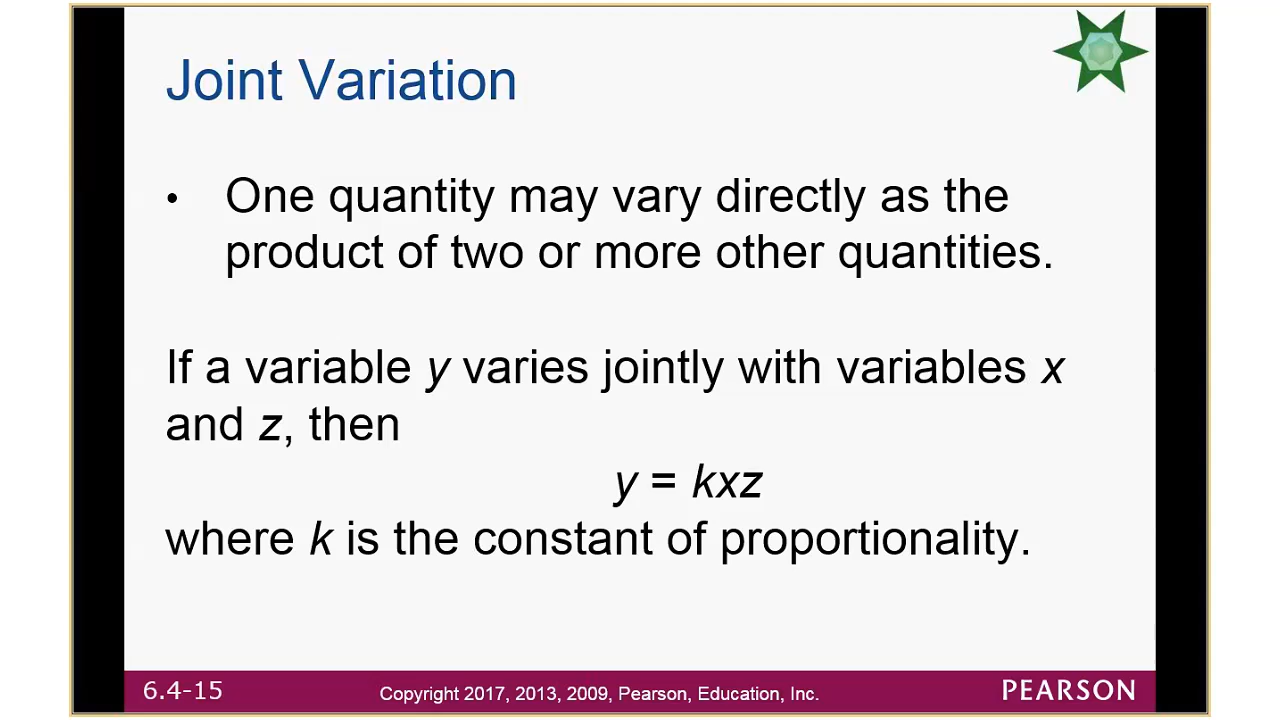 Joint Variation
• One quantity may vary directly as the
product of two or more other quantities.
If a variable y varies jointly with variables x
and z, then
y = kxz
where k is the constant of proportionality.
6.4-15 Copyright 2017, 2013, 2009, Pearson, Education, Inc. PEARSON